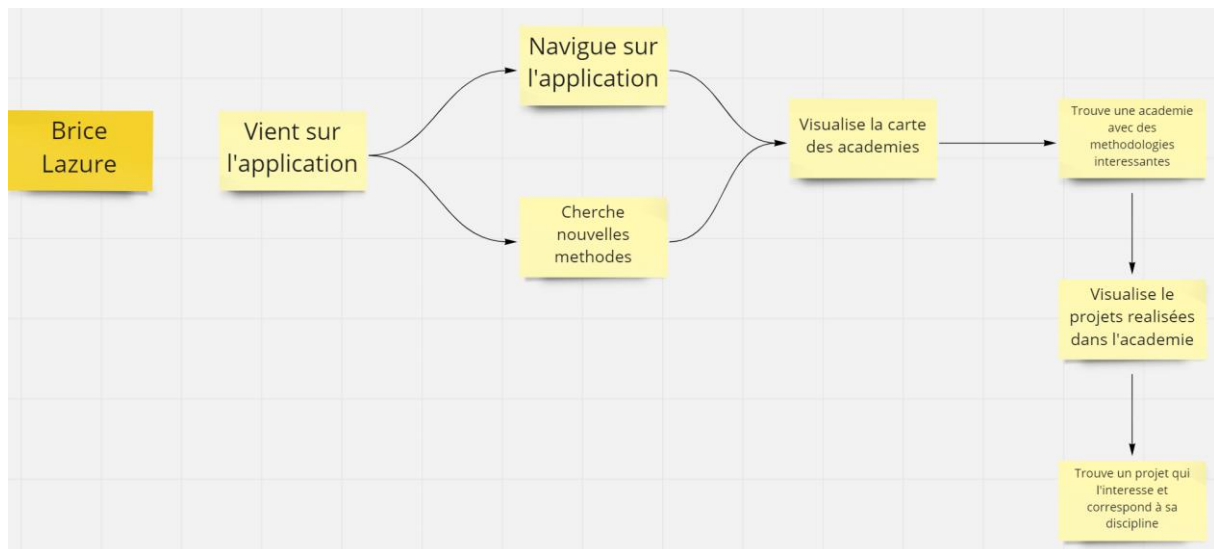 Brice
Lazure
Vient sur
l'application
Navigue sur
l'application
Cherche
nouvelles
methodes
Visualise la carte
des academies
Trouve une academie
avec des
methodologies
interessantes
Visualise le
projets realisées
dans l'academie
Trouve un projet qui
l'interesse et
correspond à sa
discipline